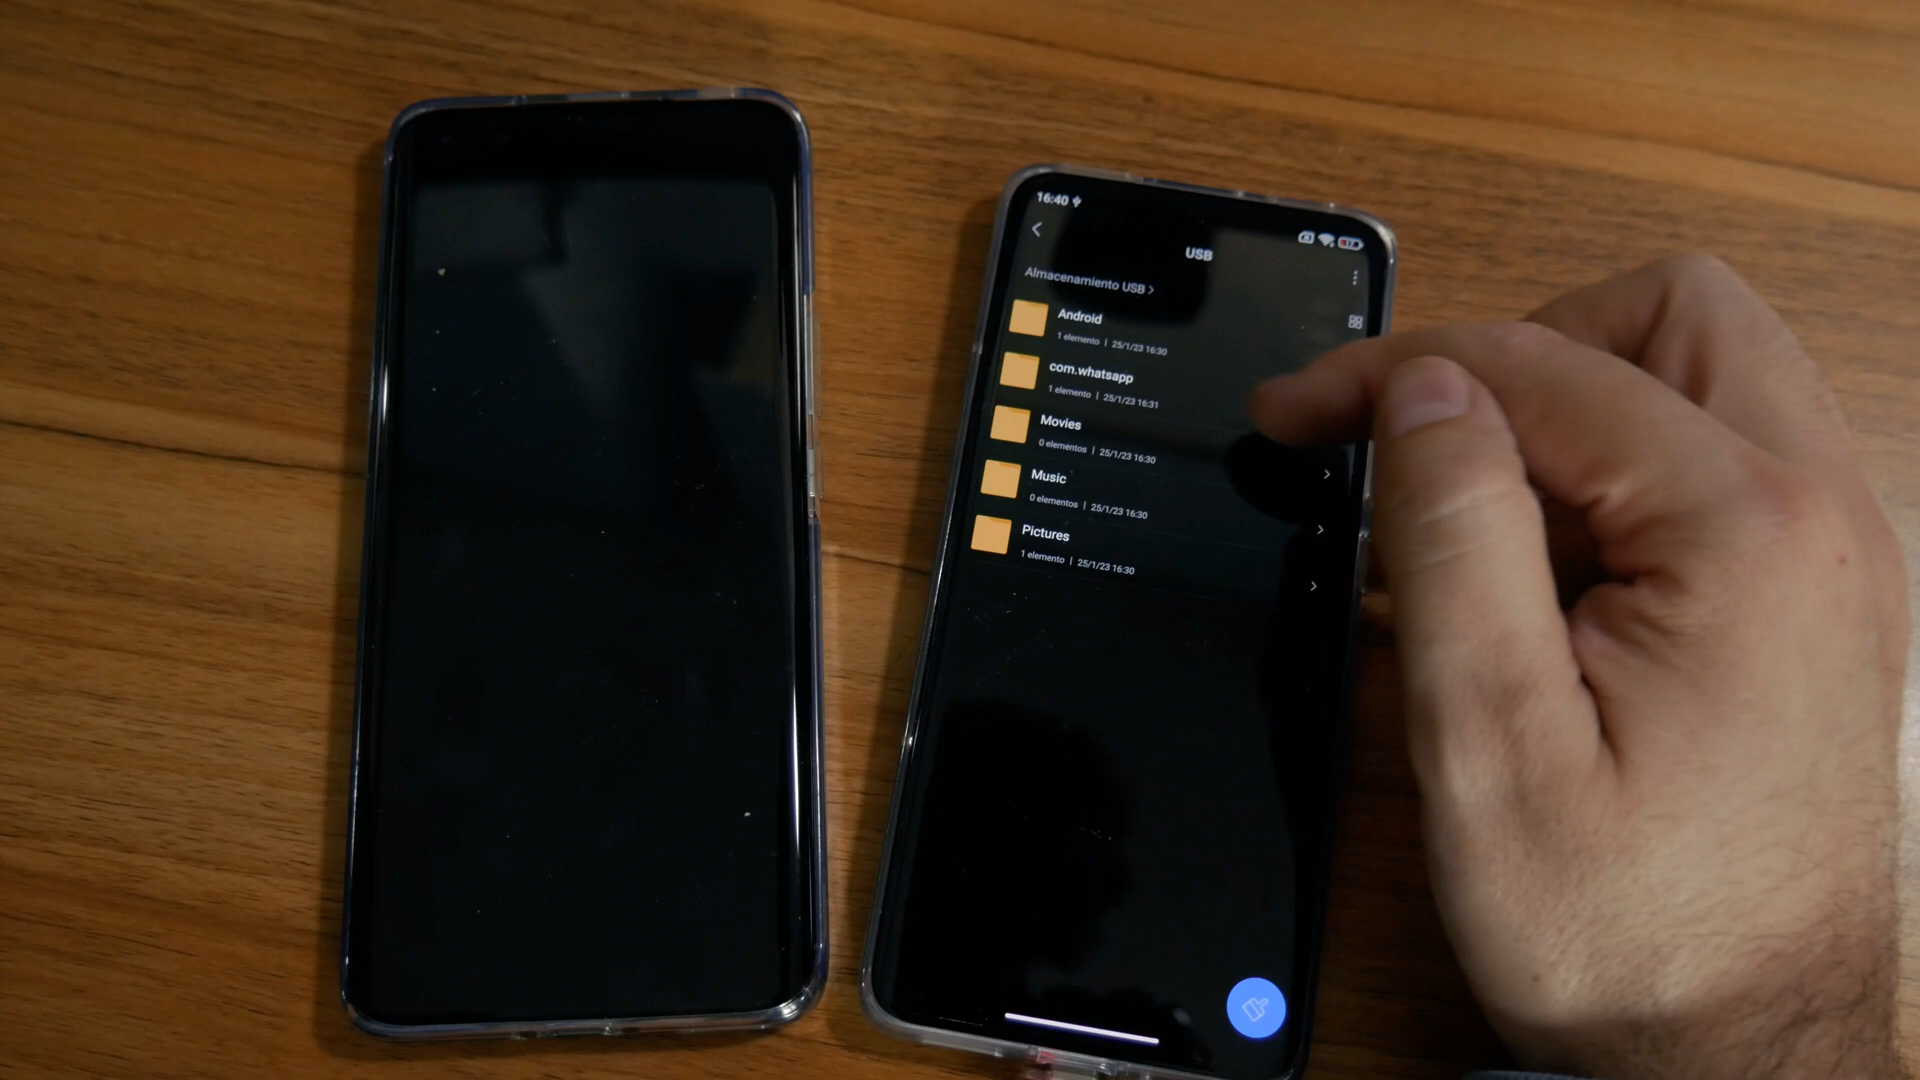 16:40
17
USB
Almacenamiento USB >
Android
1 elemento | 25/1/23 16:30
com.whatsapp
1 elemento | 25/1/23 16:31
Movies
0 elementos | 25/1/23 16:30
Music
0 elementos | 25/1/23 16:30
Pictures
1 elemento | 25/1/23 16:30